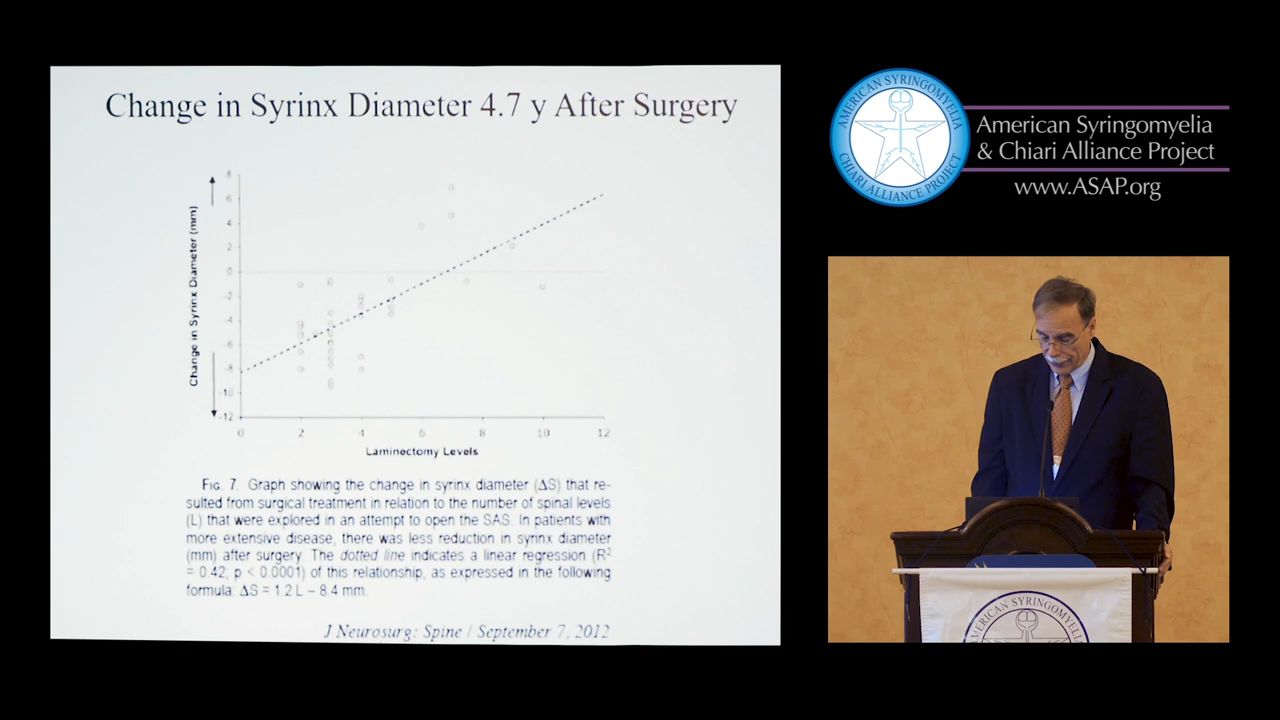 Change in Syrinx Diameter 4.7 y After Surgery
Change in Syrinx Diameter (mm)
8
6
4
2
0
-2
-4
-6
-8
-10
-12
0 2 4 6 8 10 12
Laminectomy Levels
FIG. 7. Graph showing the change in syrinx diameter (ΔS) that re-
sulted from surgical treatment in relation to the number of spinal levels
(L) that were explored in an attempt to open the SAS. In patients with
more extensive disease, there was less reduction in syrinx diameter
(mm) after surgery. The dotted line indicates a linear regression (R²
= 0.42; p < 0.0001) of this relationship, as expressed in the following
formula: ΔS = 1.2 L – 8.4 mm.
J Neurosurg: Spine / September 7, 2012
AMERICAN SYRINGOMYELIA
CHIARI ALLIANCE PROJECT
American Syringomyelia
& Chiari Alliance Project
www.ASAP.org
AMERICAN SYRINGOMYELIA